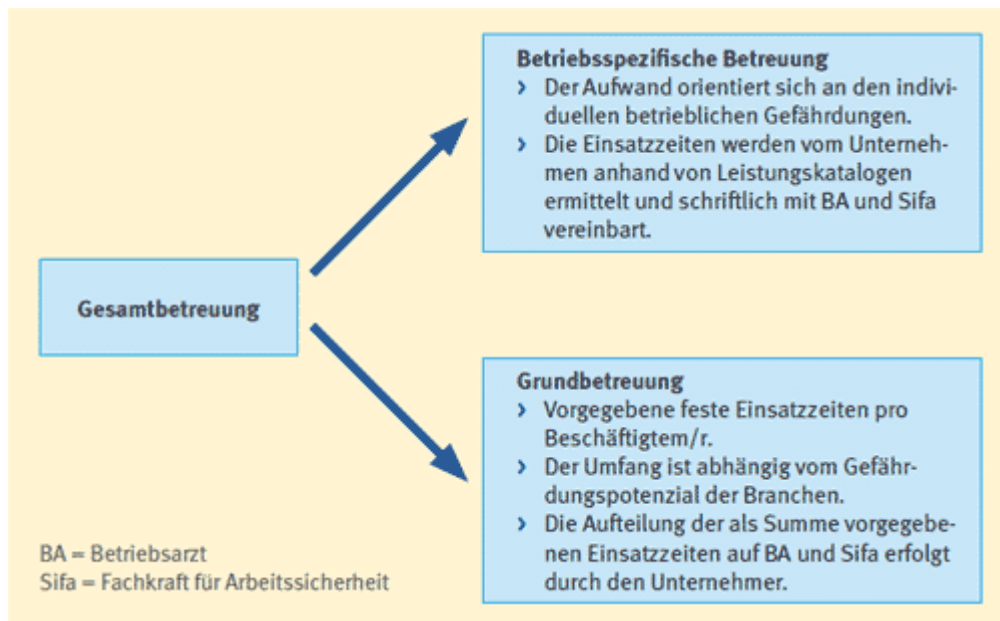 Betriebsspezifische Betreuung
› Der Aufwand orientiert sich an den indivi-
duellen betrieblichen Gefährdungen.
› Die Einsatzzeiten werden vom Unterneh-
men anhand von Leistungskatalogen
ermittelt und schriftlich mit BA und Sifa
vereinbart.
Gesamtbetreuung
Grundbetreuung
› Vorgegebene feste Einsatzzeiten pro
Beschäftigtem/r.
› Der Umfang ist abhängig vom Gefähr-
dungspotenzial der Branchen.
› Die Aufteilung der als Summe vorgegebe-
nen Einsatzzeiten auf BA und Sifa erfolgt
durch den Unternehmer.
BA = Betriebsarzt
Sifa = Fachkraft für Arbeitssicherheit